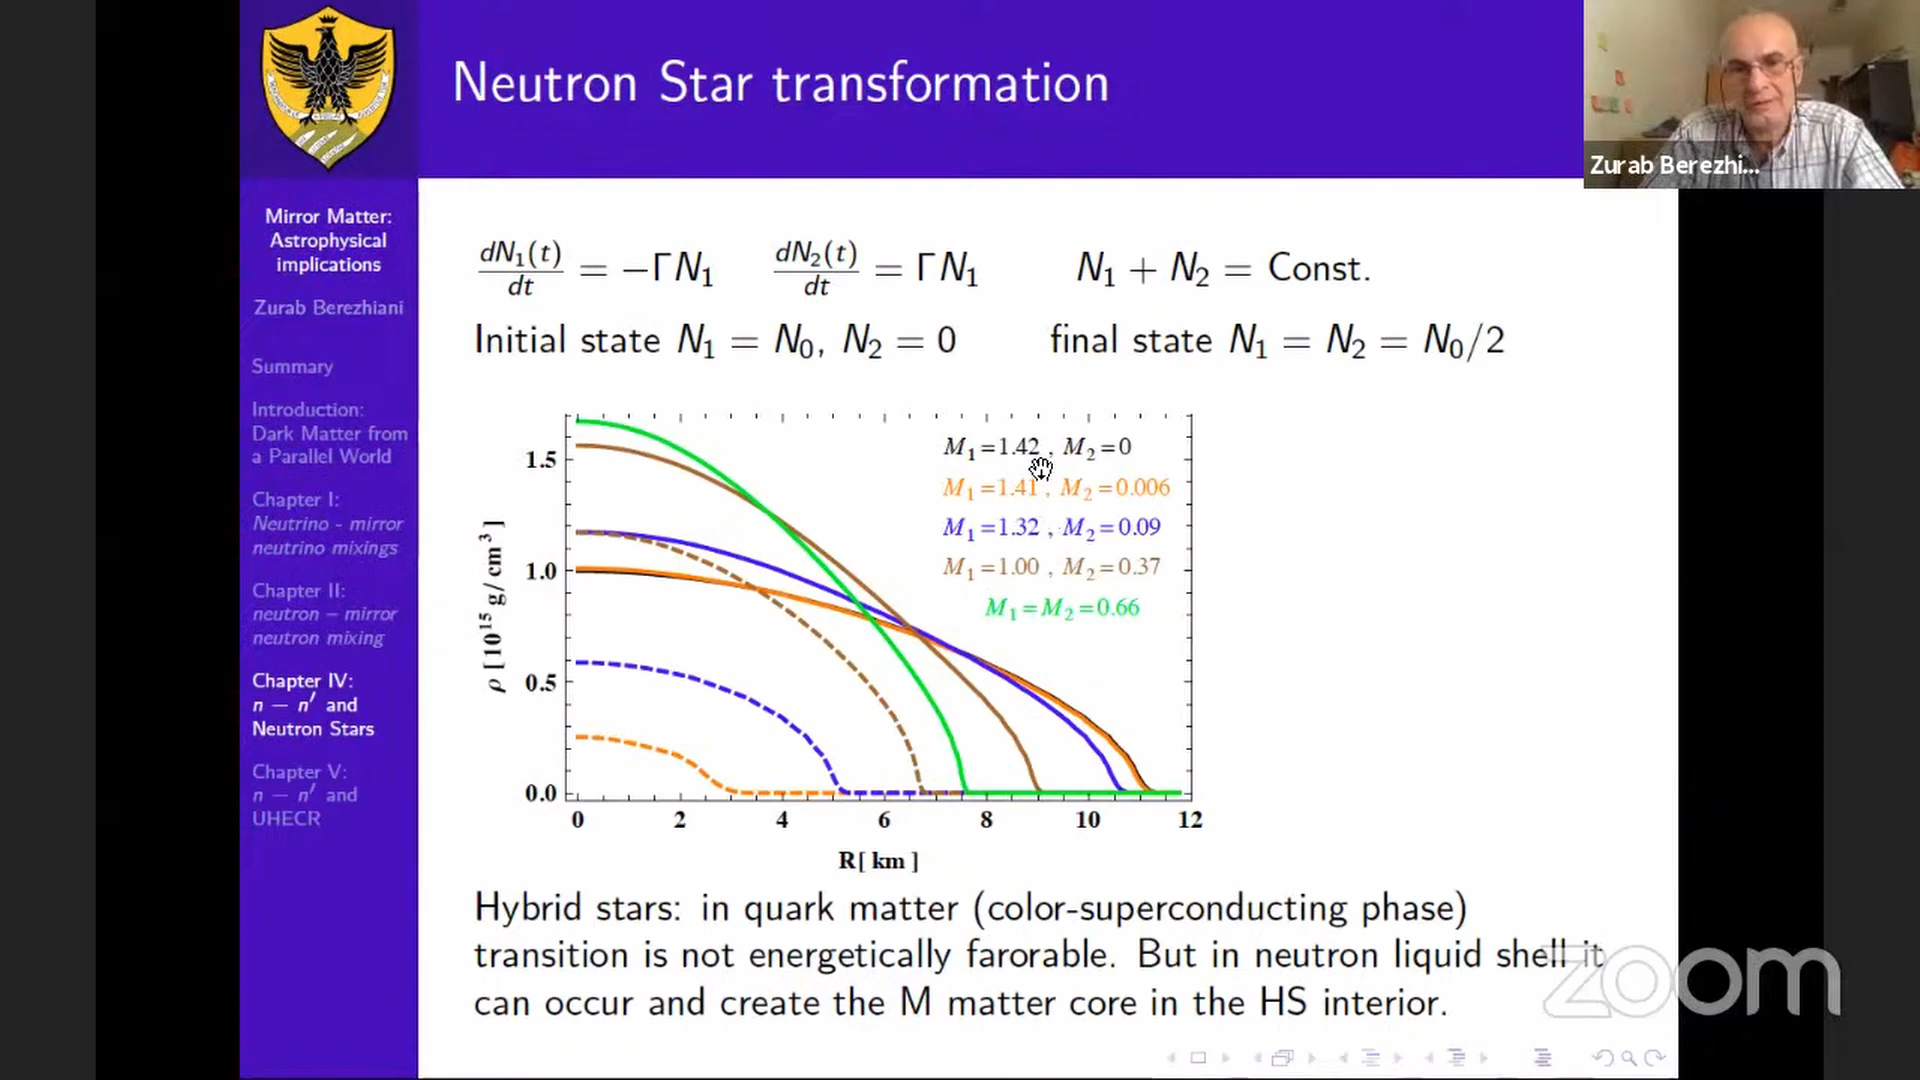 Neutron Star transformation
Zurab Berezhi...
Mirror Matter:
Astrophysical
implications
Zurab Berezhiani
Summary
Introduction:
Dark Matter from
a Parallel World
Chapter I:
Neutrino - mirror
neutrino mixings
Chapter II:
neutron – mirror
neutron mixing
Chapter IV:
n − n′ and
Neutron Stars
Chapter V:
n − n′ and
UHECR
dN₁(t)/dt = −ΓN₁ dN₂(t)/dt = ΓN₁ N₁ + N₂ = Const.
Initial state N₁ = N₀, N₂ = 0 final state N₁ = N₂ = N₀/2
M₁=1.42 , M₂=0
M₁=1.41 , M₂=0.006
M₁=1.32 , M₂=0.09
M₁=1.00 , M₂=0.37
M₁=M₂=0.66
ρ [10¹⁵ g/cm³]
1.5
1.0
0.5
0.0
0 2 4 6 8 10 12
R[ km ]
Hybrid stars: in quark matter (color-superconducting phase)
transition is not energetically farorable. But in neutron liquid shell it
can occur and create the M matter core in the HS interior.
zoom